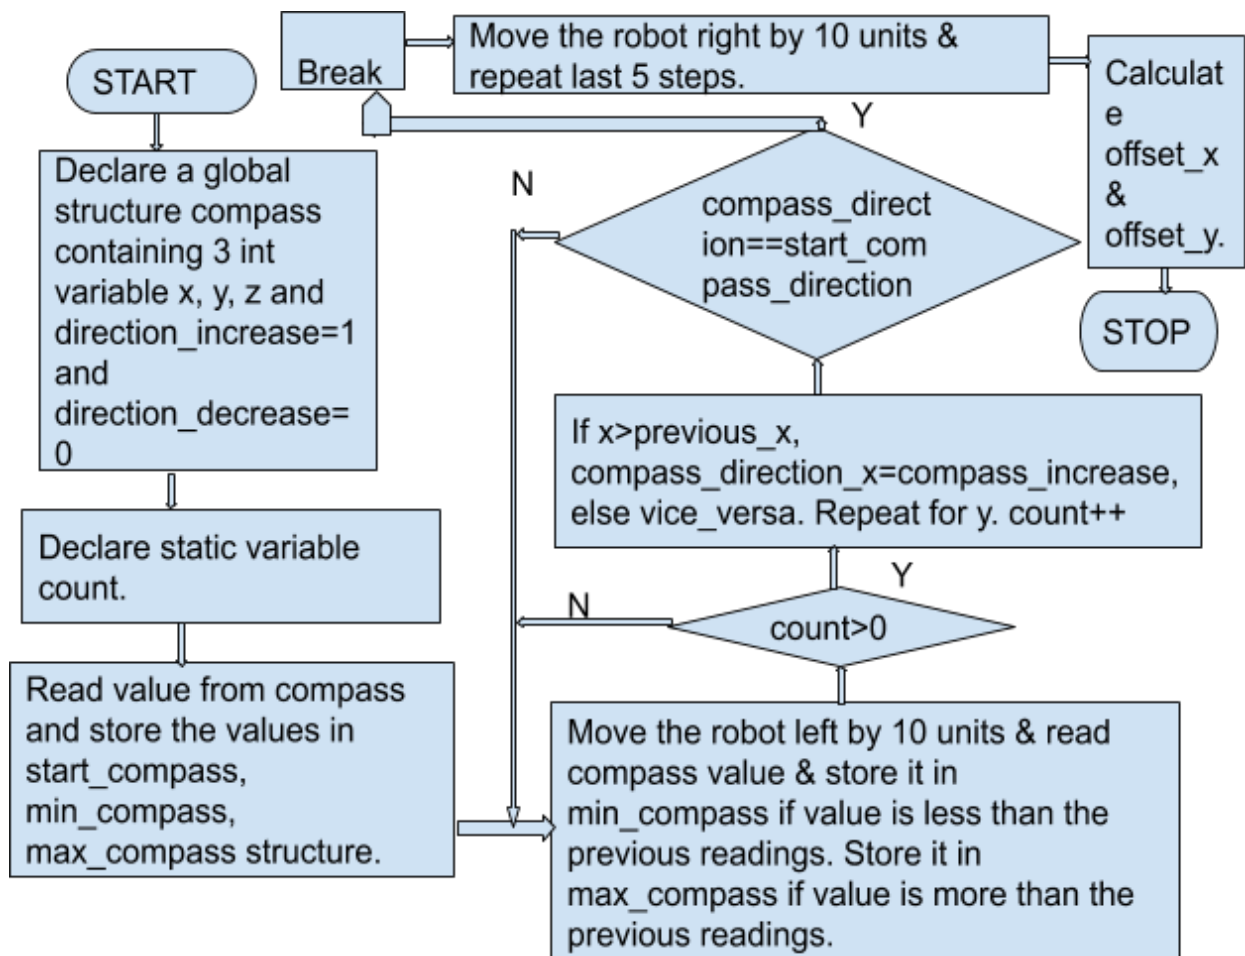 START
Declare a global
structure compass
containing 3 int
variable x, y, z and
direction_increase=1
and
direction_decrease=
0
Declare static variable
count.
Read value from compass
and store the values in
start_compass,
min_compass,
max_compass structure.
Move the robot left by 10 units & read
compass value & store it in
min_compass if value is less than the
previous readings. Store it in
max_compass if value is more than the
previous readings.
count>0
N
Y
If x>previous_x,
compass_direction_x=compass_increase,
else vice_versa. Repeat for y. count++
compass_direct
ion==start_com
pass_direction
N
Y
Break
Move the robot right by 10 units &
repeat last 5 steps.
Calculat
e
offset_x
&
offset_y.
STOP